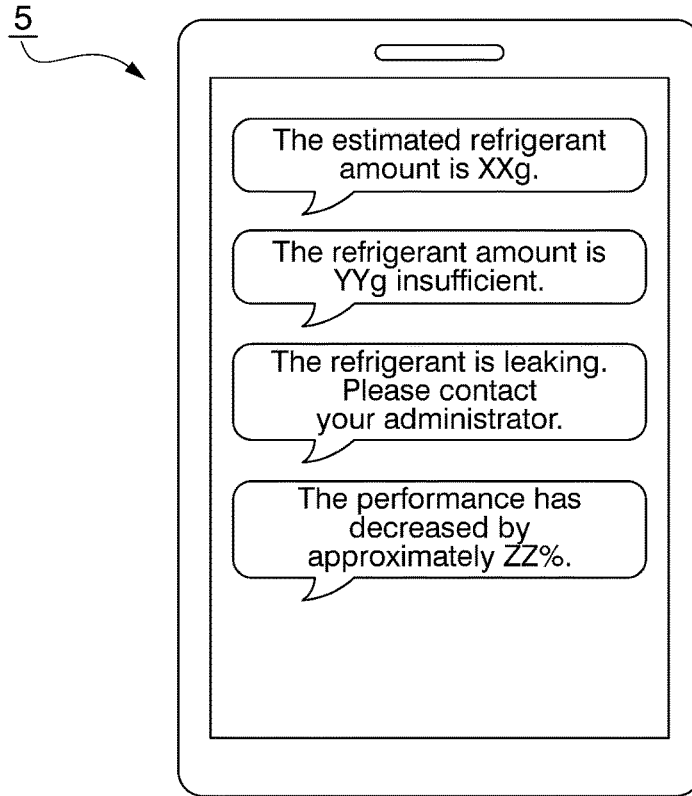 5
The estimated refrigerant
amount is XXg.
The refrigerant amount is
YYg insufficient.
The refrigerant is leaking.
Please contact
your administrator.
The performance has
decreased by
approximately ZZ%.